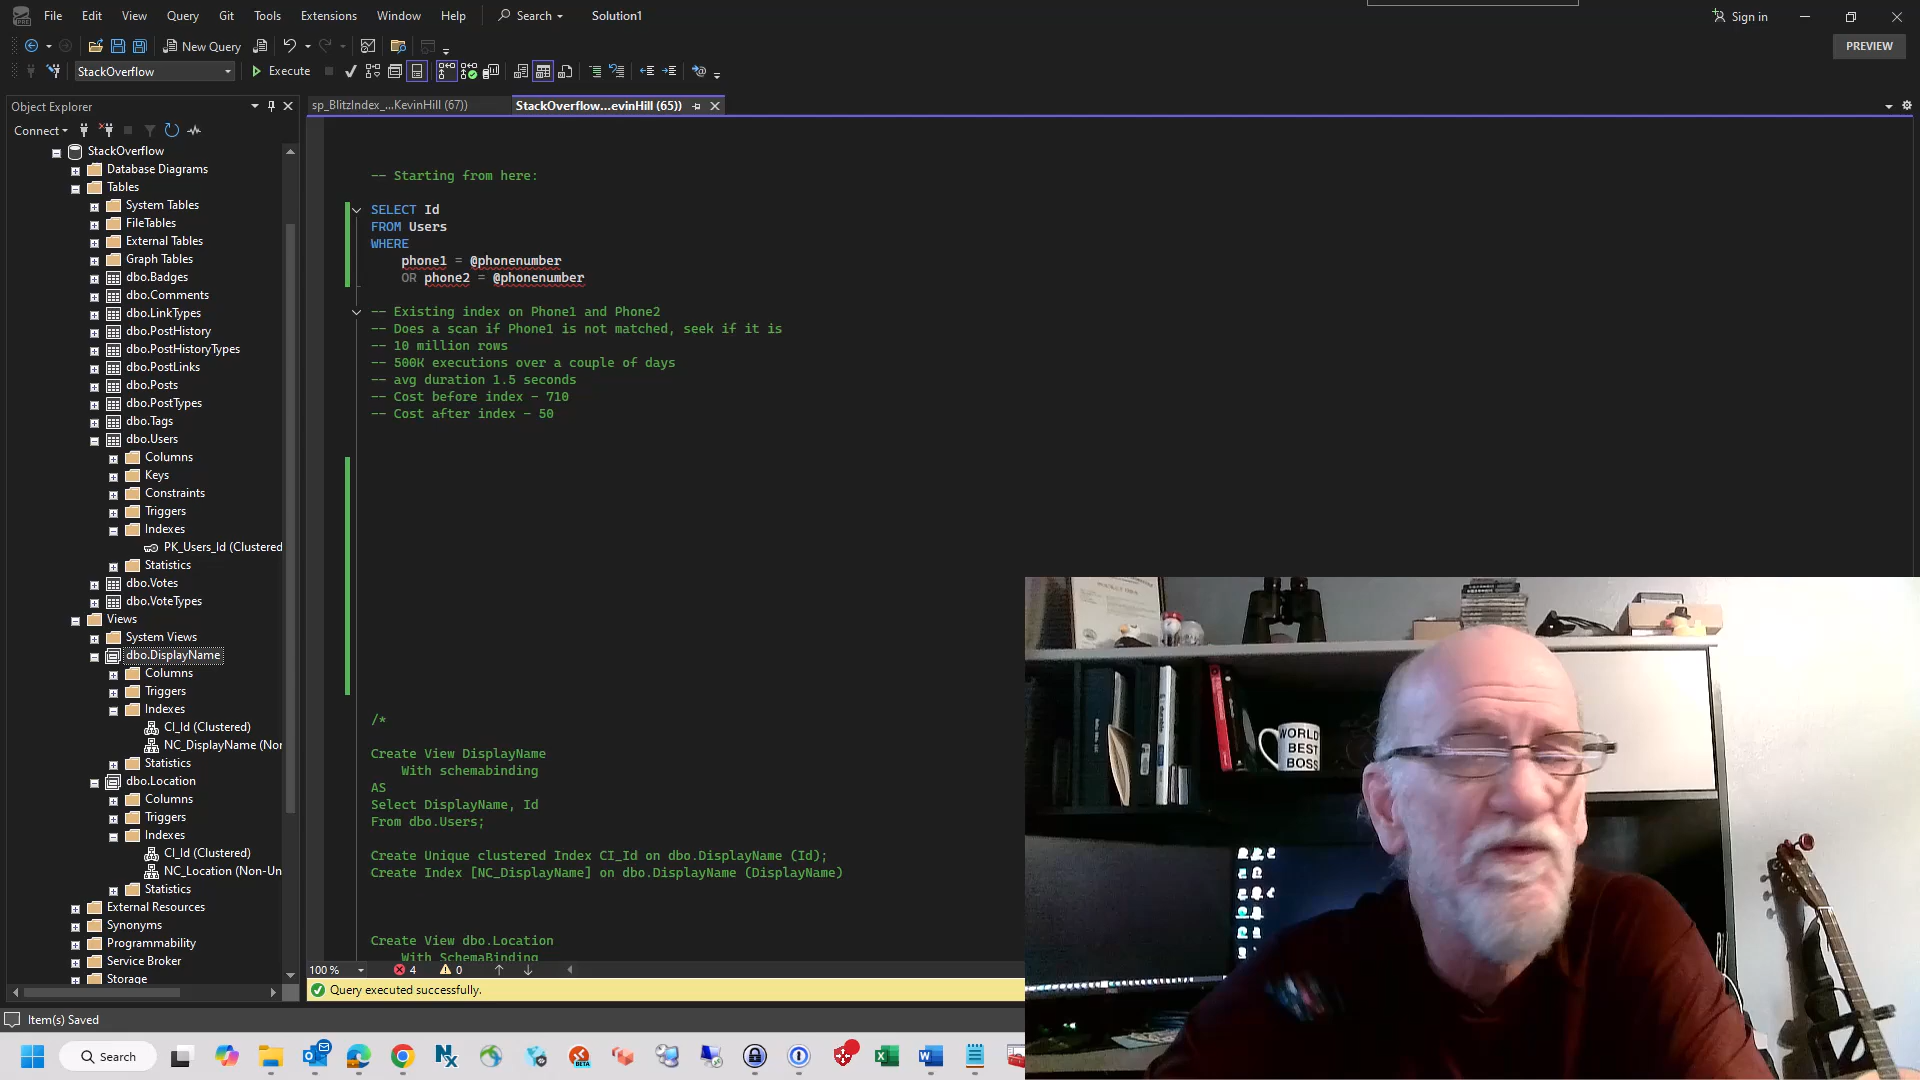 File Edit View Query Git Tools Extensions Window Help Search Solution1 Sign in
New Query PREVIEW
StackOverflow Execute
Object Explorer
sp_BlitzIndex_...KevinHill (67))
StackOverflow...evinHill (65))
Connect
StackOverflow
Database Diagrams
Tables
System Tables
FileTables
External Tables
Graph Tables
dbo.Badges
dbo.Comments
dbo.LinkTypes
dbo.PostHistory
dbo.PostHistoryTypes
dbo.PostLinks
dbo.Posts
dbo.PostTypes
dbo.Tags
dbo.Users
Columns
Keys
Constraints
Triggers
Indexes
PK_Users_Id (Clustered
Statistics
dbo.Votes
dbo.VoteTypes
Views
System Views
dbo.DisplayName
Columns
Triggers
Indexes
CI_Id (Clustered)
NC_DisplayName (Nor
Statistics
dbo.Location
Columns
Triggers
Indexes
CI_Id (Clustered)
NC_Location (Non-Un
Statistics
External Resources
Synonyms
Programmability
Service Broker
Storage
-- Starting from here:
SELECT Id
FROM Users
WHERE
phone1 = @phonenumber
OR phone2 = @phonenumber
-- Existing index on Phone1 and Phone2
-- Does a scan if Phone1 is not matched, seek if it is
-- 10 million rows
-- 500K executions over a couple of days
-- avg duration 1.5 seconds
-- Cost before index - 710
-- Cost after index - 50
/*
Create View DisplayName
With schemabinding
AS
Select DisplayName, Id
From dbo.Users;
Create Unique clustered Index CI_Id on dbo.DisplayName (Id);
Create Index [NC_DisplayName] on dbo.DisplayName (DisplayName)
Create View dbo.Location
With SchemaBinding
100 % 4 0
Query executed successfully.
Item(s) Saved
Search
BETA
WORLD'S
BEST
BOSS